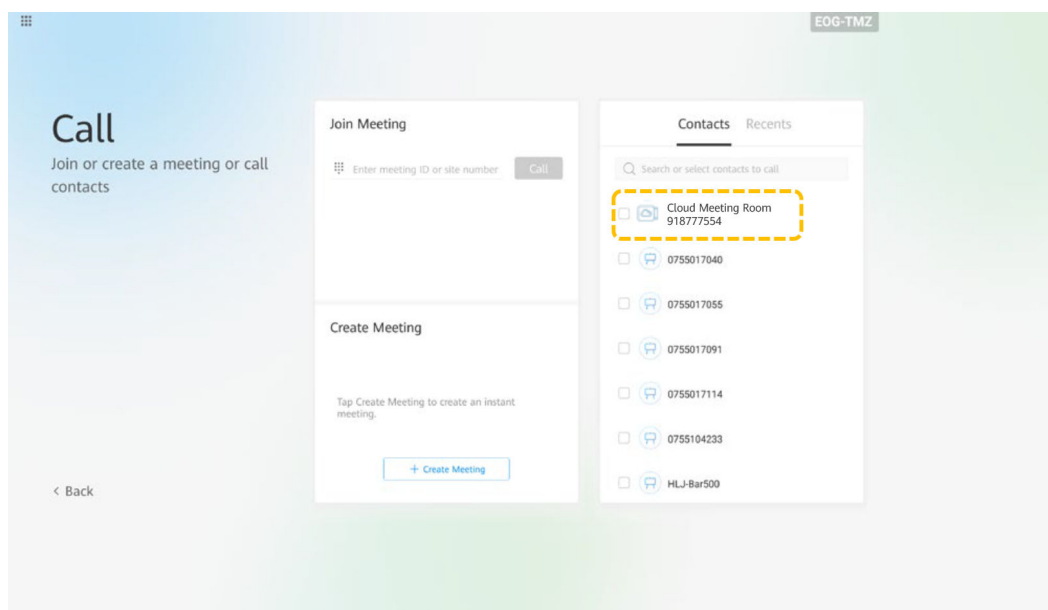 EOG-TMZ
Call
Join or create a meeting or call
contacts
Join Meeting
Enter meeting ID or site number
Call
Create Meeting
Tap Create Meeting to create an instant
meeting.
+ Create Meeting
Contacts Recents
Search or select contacts to call
Cloud Meeting Room
918777554
0755017040
0755017055
0755017091
0755017114
0755104233
HLJ-Bar500
< Back